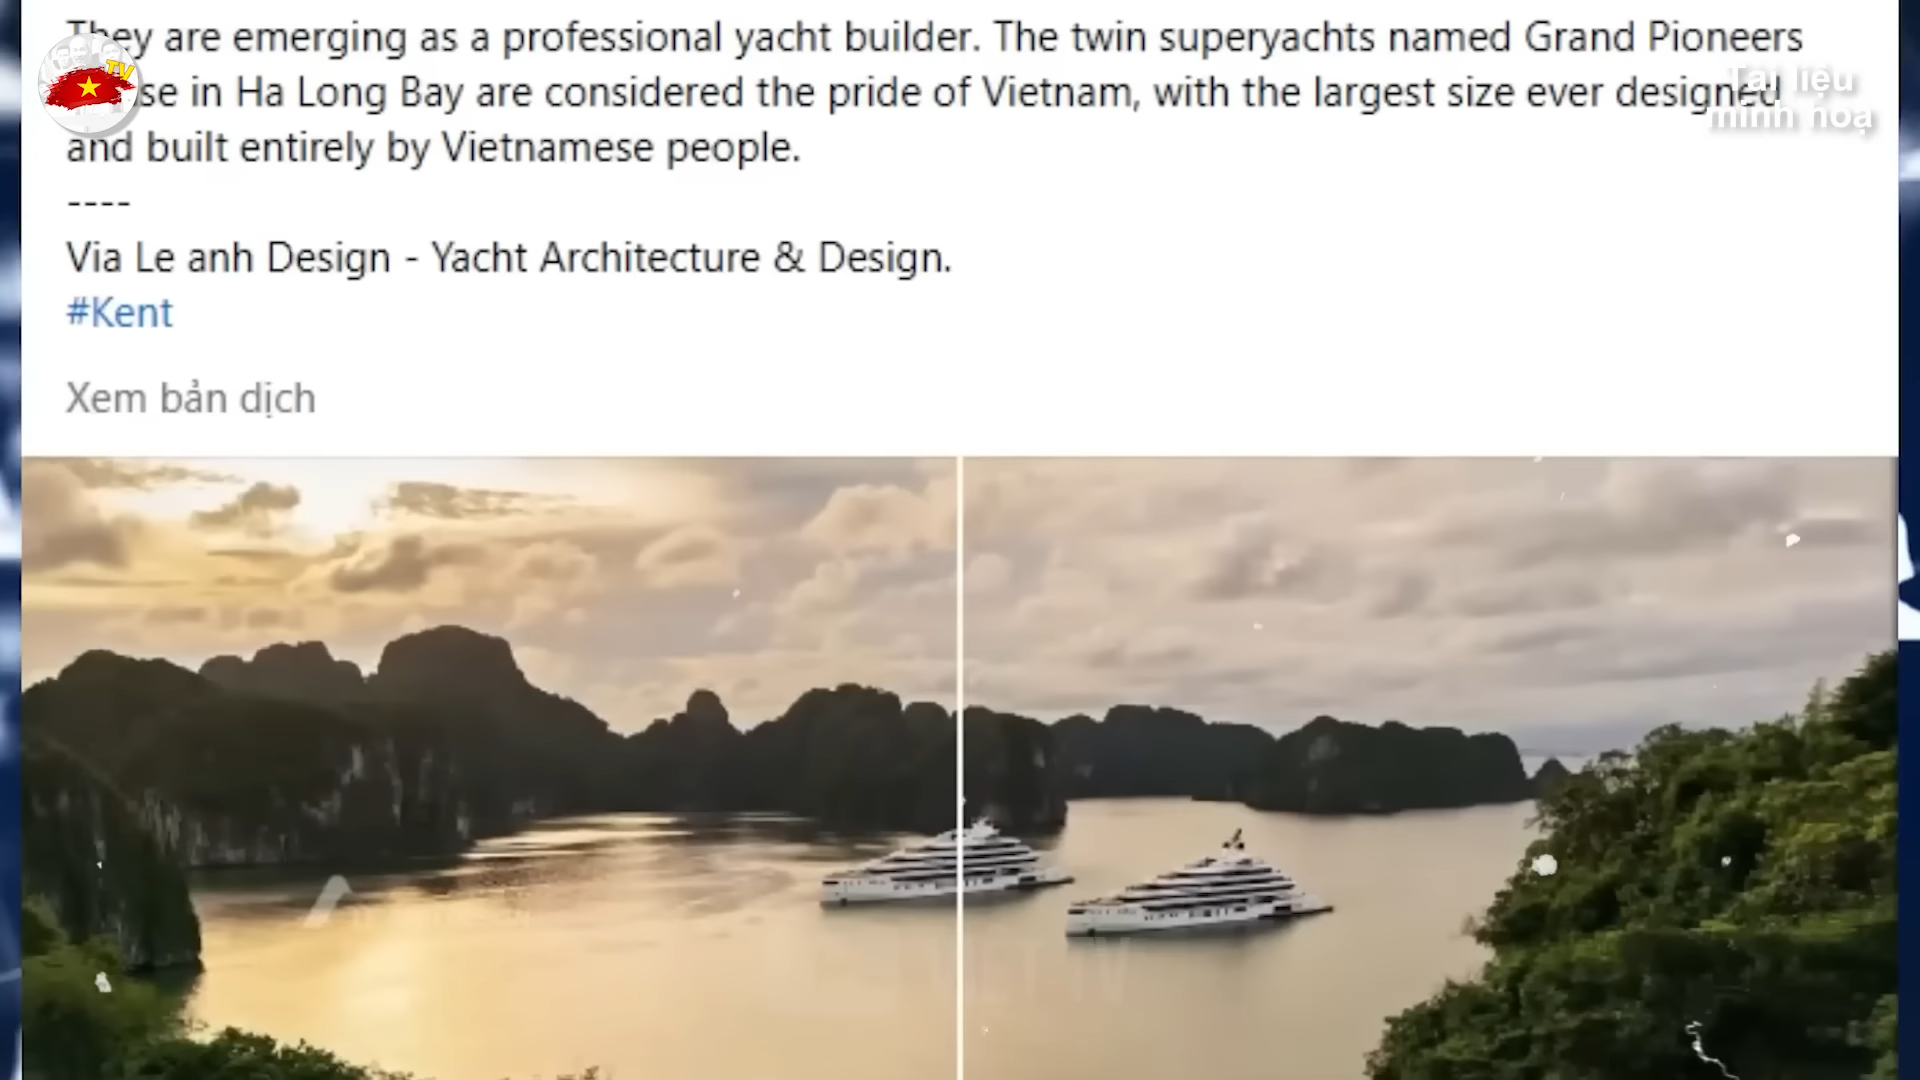 They are emerging as a professional yacht builder. The twin superyachts named Grand Pioneers
se in Ha Long Bay are considered the pride of Vietnam, with the largest size ever designed
and built entirely by Vietnamese people.
----
Via Le anh Design - Yacht Architecture & Design.
#Kent
Xem bản dịch
TV
Tài liệu
minh hoạ